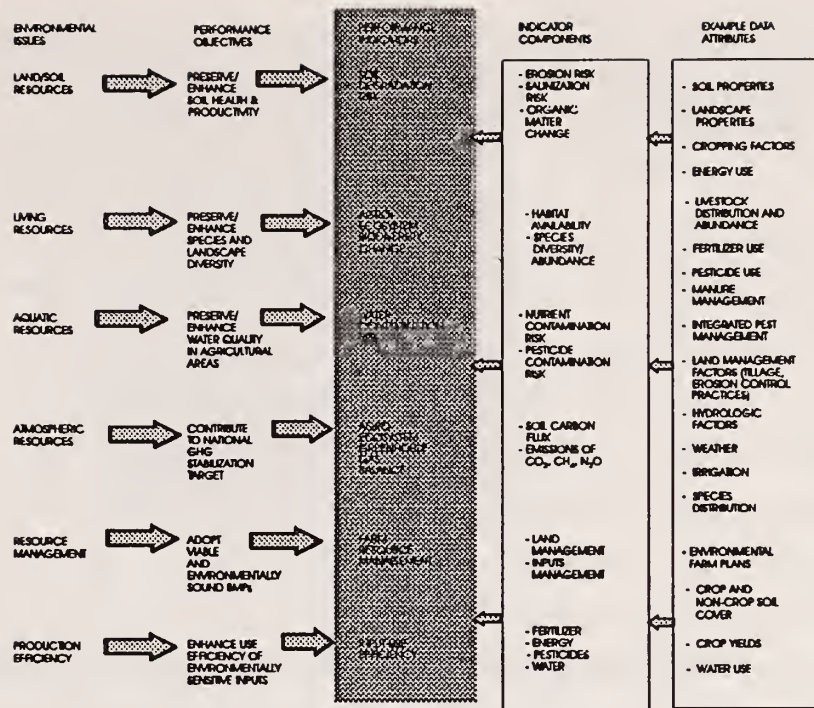 ENVIRONMENTAL
ISSUES
PERFORMANCE
OBJECTIVES
PERFORMANCE
INDICATORS
INDICATOR
COMPONENTS
EXAMPLE DATA
ATTRIBUTES
LAND/SOIL
RESOURCES
PRESERVE/
ENHANCE
SOIL HEALTH &
PRODUCTIVITY
SOIL
DEGRADATION
RISK
- EROSION RISK
- SALINIZATION
RISK
- ORGANIC
MATTER
CHANGE
LIVING
RESOURCES
PRESERVE/
ENHANCE
SPECIES AND
LANDSCAPE
DIVERSITY
AGRO-
ECOSYSTEM
BIODIVERSITY
CHANGE
- HABITAT
AVAILABILITY
- SPECIES
DIVERSITY/
ABUNDANCE
AQUATIC
RESOURCES
PRESERVE/
ENHANCE
WATER QUALITY
IN AGRICULTURAL
AREAS
WATER
CONTAMINATION
RISK
- NUTRIENT
CONTAMINATION
RISK
- PESTICIDE
CONTAMINATION
RISK
ATMOSPHERIC
RESOURCES
CONTRIBUTE
TO NATIONAL
GHG
STABILIZATION
TARGET
AGRO-
ECOSYSTEM
GREENHOUSE
GAS
BALANCE
- SOIL CARBON
FLUX
- EMISSIONS OF
CO₂, CH₄, N₂O
RESOURCE
MANAGEMENT
ADOPT
VIABLE
AND
ENVIRONMENTALLY
SOUND BMPs
FARM
RESOURCE
MANAGEMENT
- LAND
MANAGEMENT
- INPUTS
MANAGEMENT
PRODUCTION
EFFICIENCY
ENHANCE USE
EFFICIENCY OF
ENVIRONMENTALLY
SENSITIVE INPUTS
INPUT USE
EFFICIENCY
- FERTILIZER
- ENERGY
- PESTICIDES
- WATER
- SOIL PROPERTIES
- LANDSCAPE
PROPERTIES
- CROPPING FACTORS
- ENERGY USE
- LIVESTOCK
DISTRIBUTION AND
ABUNDANCE
- FERTILIZER USE
- PESTICIDE USE
- MANURE
MANAGEMENT
- INTEGRATED PEST
MANAGEMENT
- LAND MANAGEMENT
FACTORS (TILLAGE,
EROSION CONTROL
PRACTICES)
- HYDROLOGIC
FACTORS
- WEATHER
- IRRIGATION
- SPECIES
DISTRIBUTION
- ENVIRONMENTAL
FARM PLANS
- CROP AND
NON-CROP SOIL
COVER
- CROP YIELDS
- WATER USE